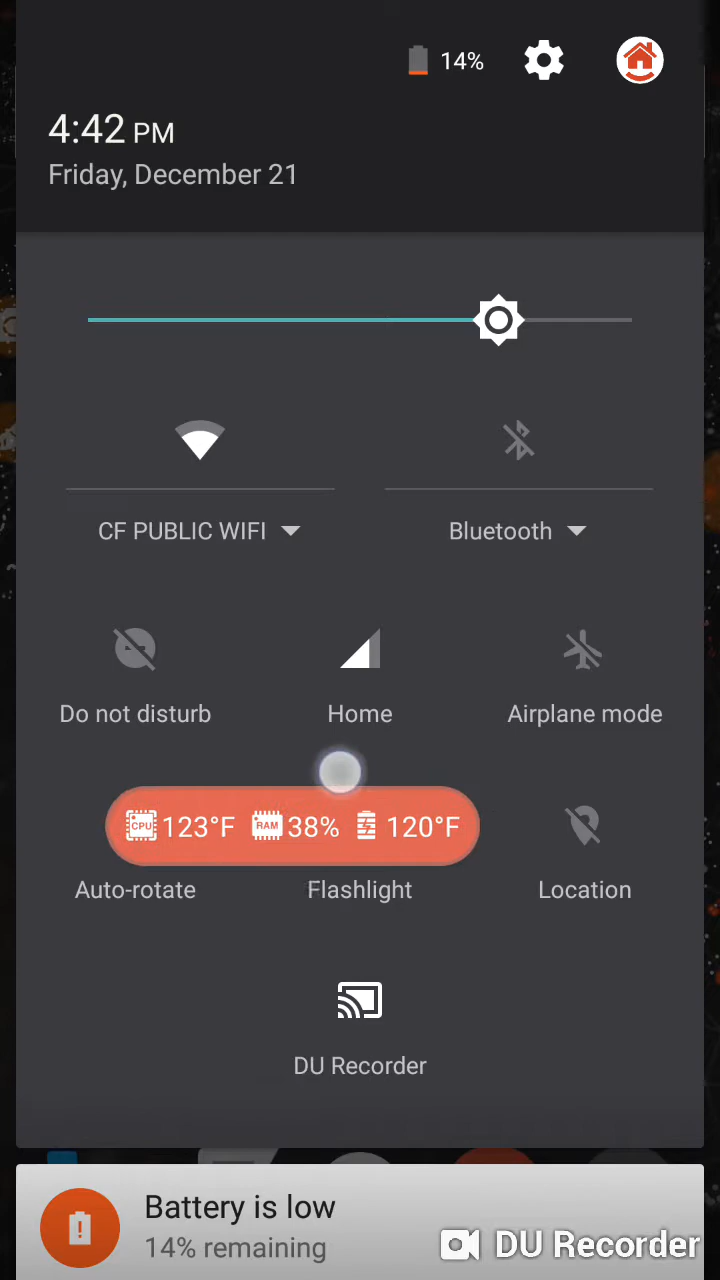 14%
4:42 PM
Friday, December 21
CF PUBLIC WIFI
Bluetooth
Do not disturb
Home
Airplane mode
CPU 123°F RAM 38% 120°F
Auto-rotate
Flashlight
Location
DU Recorder
Battery is low
14% remaining
DU Recorder